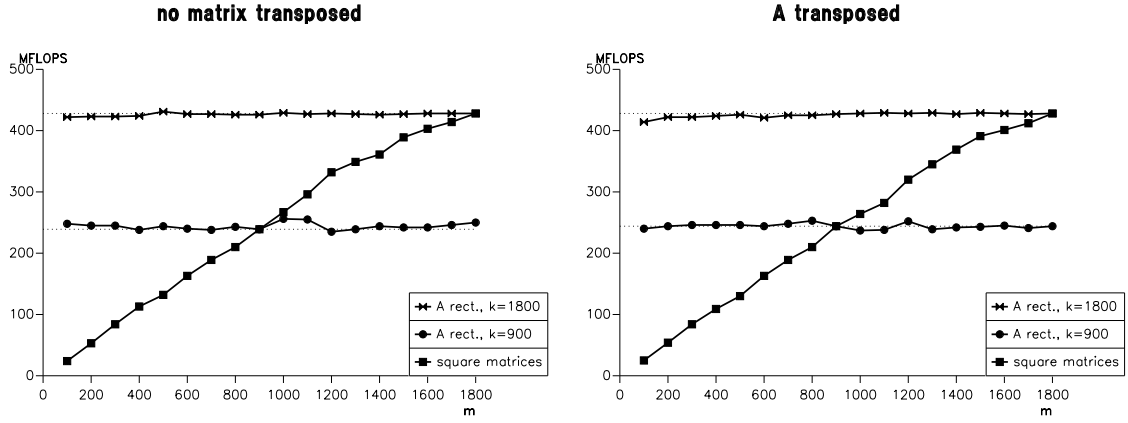 no matrix transposed
MFLOPS
500
400
300
200
100
0
0 200 400 600 800 1000 1200 1400 1600 1800
m
A rect., k=1800
A rect., k=900
square matrices
A transposed
MFLOPS
500
400
300
200
100
0
0 200 400 600 800 1000 1200 1400 1600 1800
m
A rect., k=1800
A rect., k=900
square matrices